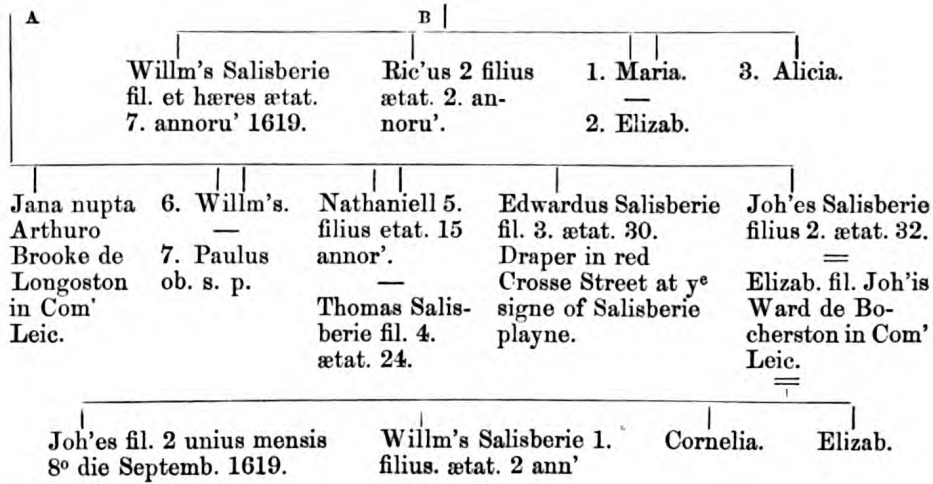 A
B
Willm's Salisberie
fil. et hæres ætat.
7. annoru' 1619.
Ric'us 2 filius
ætat. 2. an-
noru'.
1. Maria.
—
2. Elizab.
3. Alicia.
Jana nupta
Arthuro
Brooke de
Longoston
in Com'
Leic.
6. Willm's.
—
7. Paulus
ob. s. p.
Nathaniell 5.
filius etat. 15
annor'.
—
Thomas Salis-
berie fil. 4.
ætat. 24.
Edwardus Salisberie
fil. 3. ætat. 30.
Draper in red
Crosse Street at yᵉ
signe of Salisberie
playne.
Joh'es Salisberie
filius 2. ætat. 32.
=
Elizab. fil. Joh'is
Ward de Bo-
cherston in Com'
Leic.
=
Joh'es fil. 2 unius mensis
8º die Septemb. 1619.
Willm's Salisberie 1.
filius. ætat. 2 ann'
Cornelia.
Elizab.